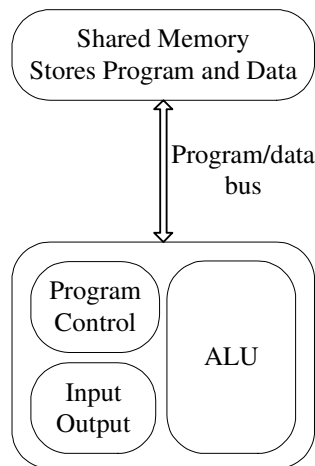 Shared Memory
Stores Program and Data
Program/data
bus
Program
Control
ALU
Input
Output